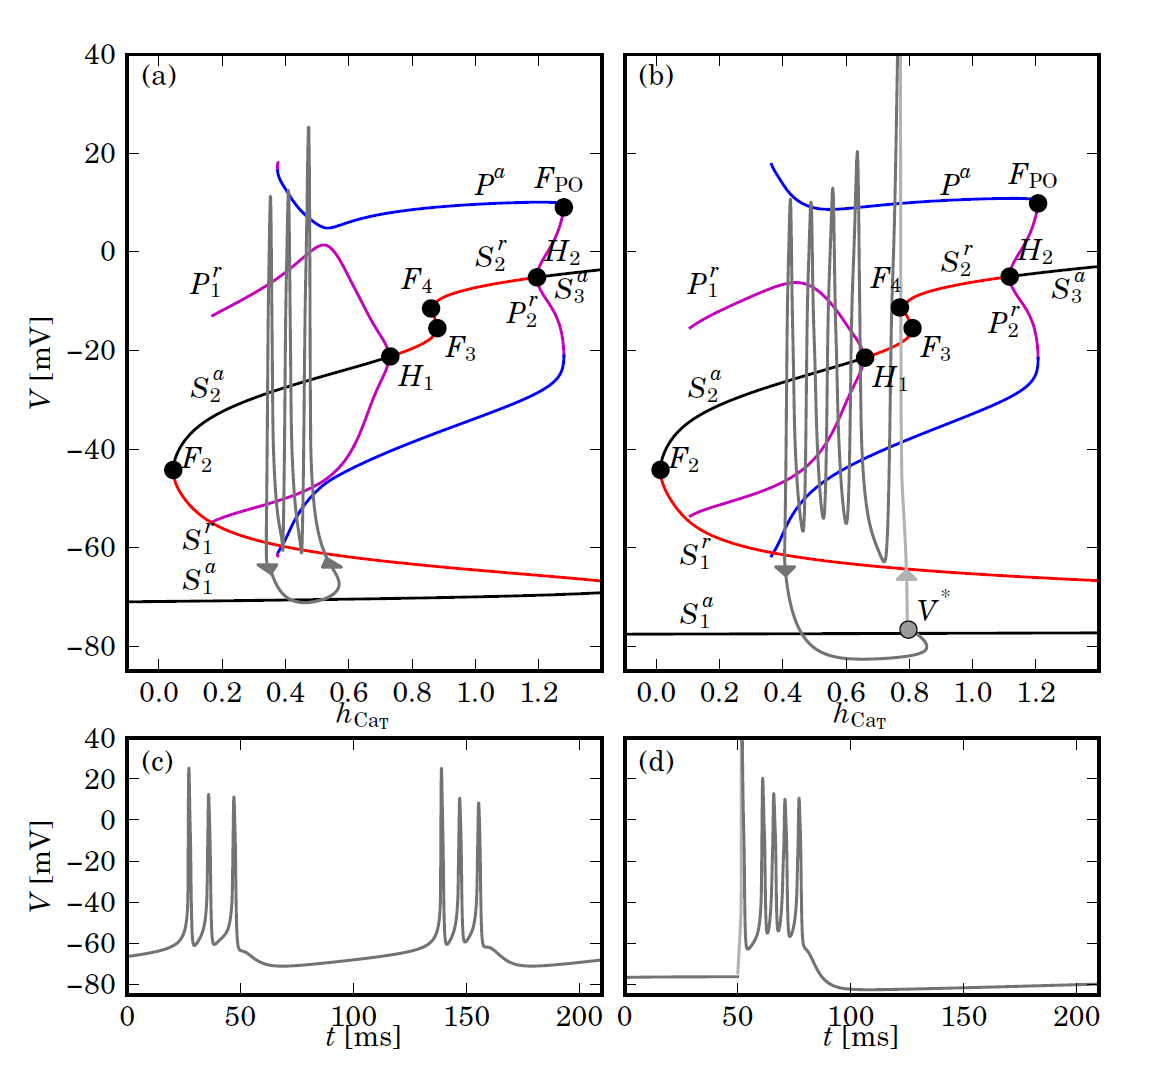 (a)
(b)
40
20
0
−20
−40
−60
−80
V [mV]
P^a
F_PO
S_2^r
H_2
S_3^a
P_1^r
F_4
P_2^r
F_3
S_2^a
H_1
F_2
S_1^r
S_1^a
0.0 0.2 0.4 0.6 0.8 1.0 1.2
h_Ca_T
P^a
F_PO
S_2^r
H_2
F_4
P_1^r
S_3^a
P_2^r
F_3
S_2^a
H_1
F_2
S_1^r
S_1^a
V^*
0.0 0.2 0.4 0.6 0.8 1.0 1.2
h_Ca_T
(c)
(d)
40
20
0
−20
−40
−60
−80
V [mV]
0 50 100 150 200
t [ms]
0 50 100 150 200
t [ms]